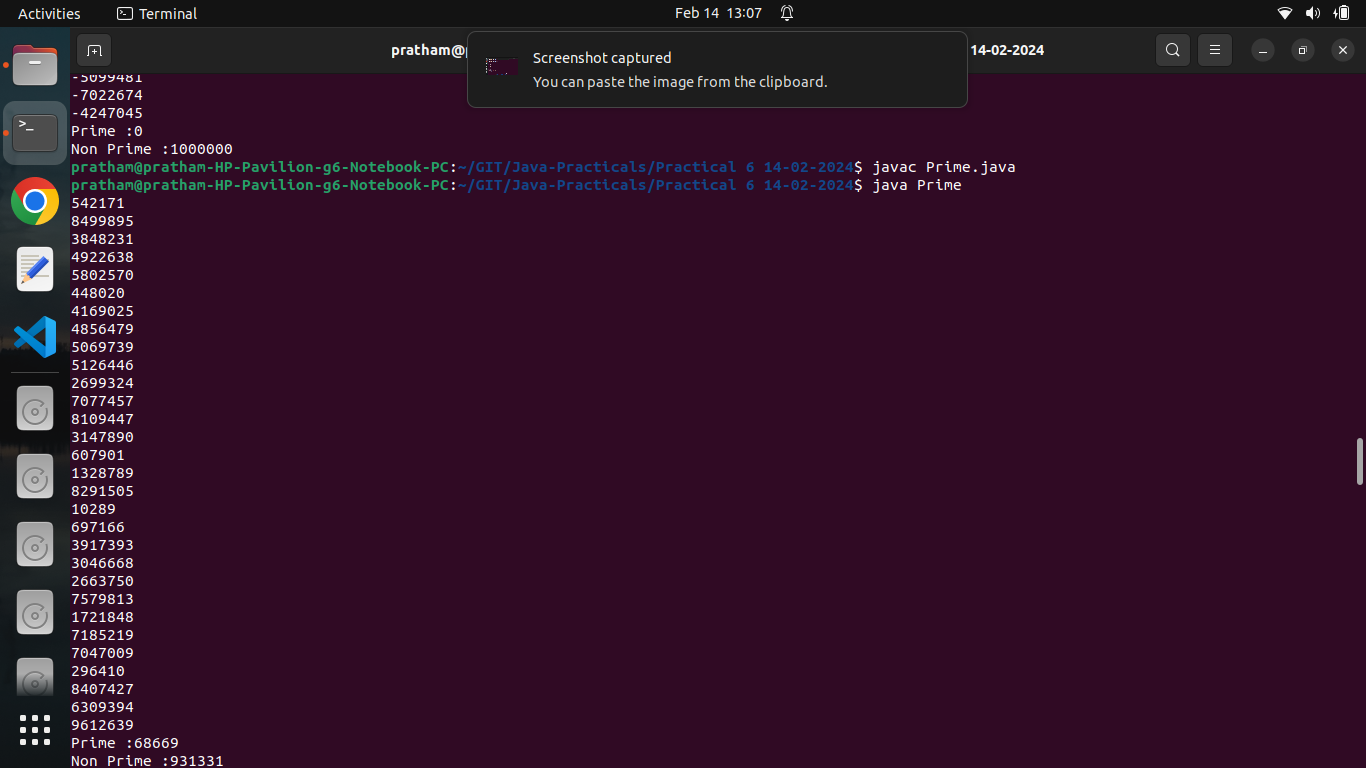 Activities
Terminal
Feb 14 13:07
pratham@p
14-02-2024
Screenshot captured
You can paste the image from the clipboard.
-5099481
-7022674
-4247045
Prime :0
Non Prime :1000000
pratham@pratham-HP-Pavilion-g6-Notebook-PC:~/GIT/Java-Practicals/Practical 6 14-02-2024$ javac Prime.java
pratham@pratham-HP-Pavilion-g6-Notebook-PC:~/GIT/Java-Practicals/Practical 6 14-02-2024$ java Prime
542171
8499895
3848231
4922638
5802570
448020
4169025
4856479
5069739
5126446
2699324
7077457
8109447
3147890
607901
1328789
8291505
10289
697166
3917393
3046668
2663750
7579813
1721848
7185219
7047009
296410
8407427
6309394
9612639
Prime :68669
Non Prime :931331